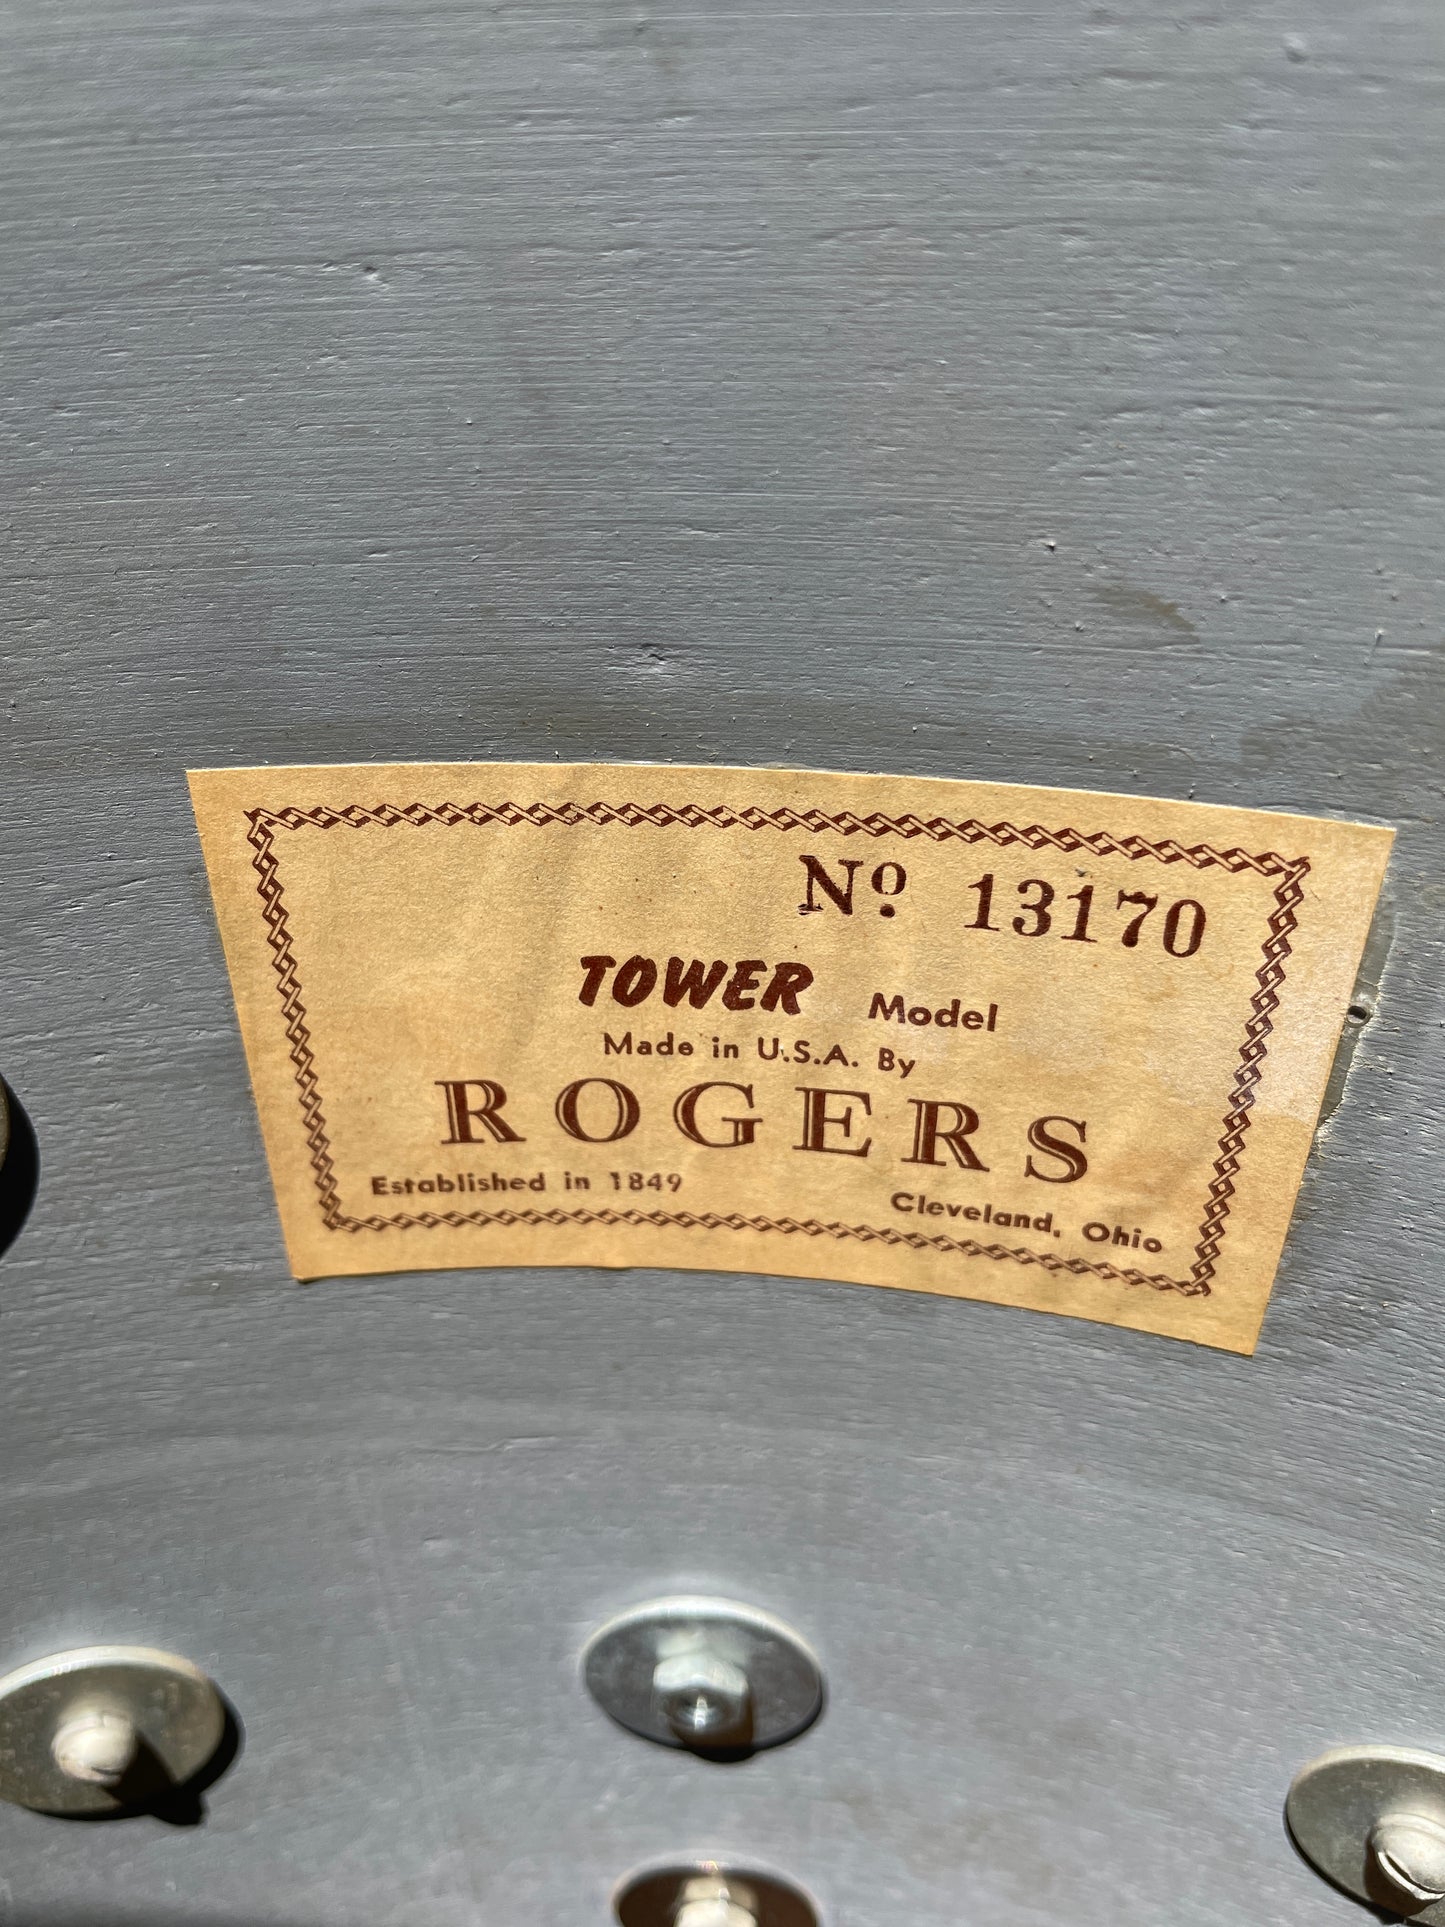 Nº 13170
TOWER Model
Made in U.S.A. By
ROGERS
Established in 1849 Cleveland, Ohio